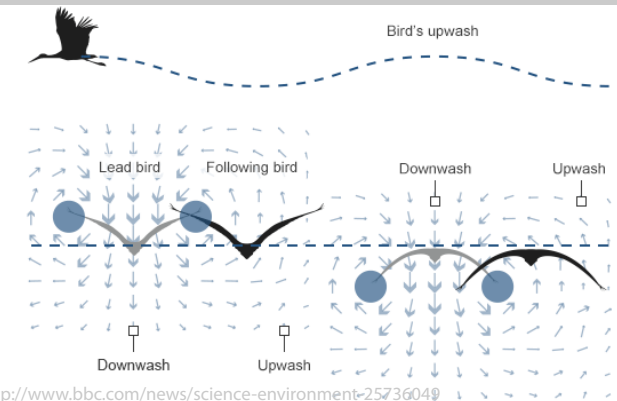 Bird's upwash
Lead bird
Following bird
Downwash
Upwash
Downwash
Upwash
p://www.bbc.com/news/science-environment-25736049